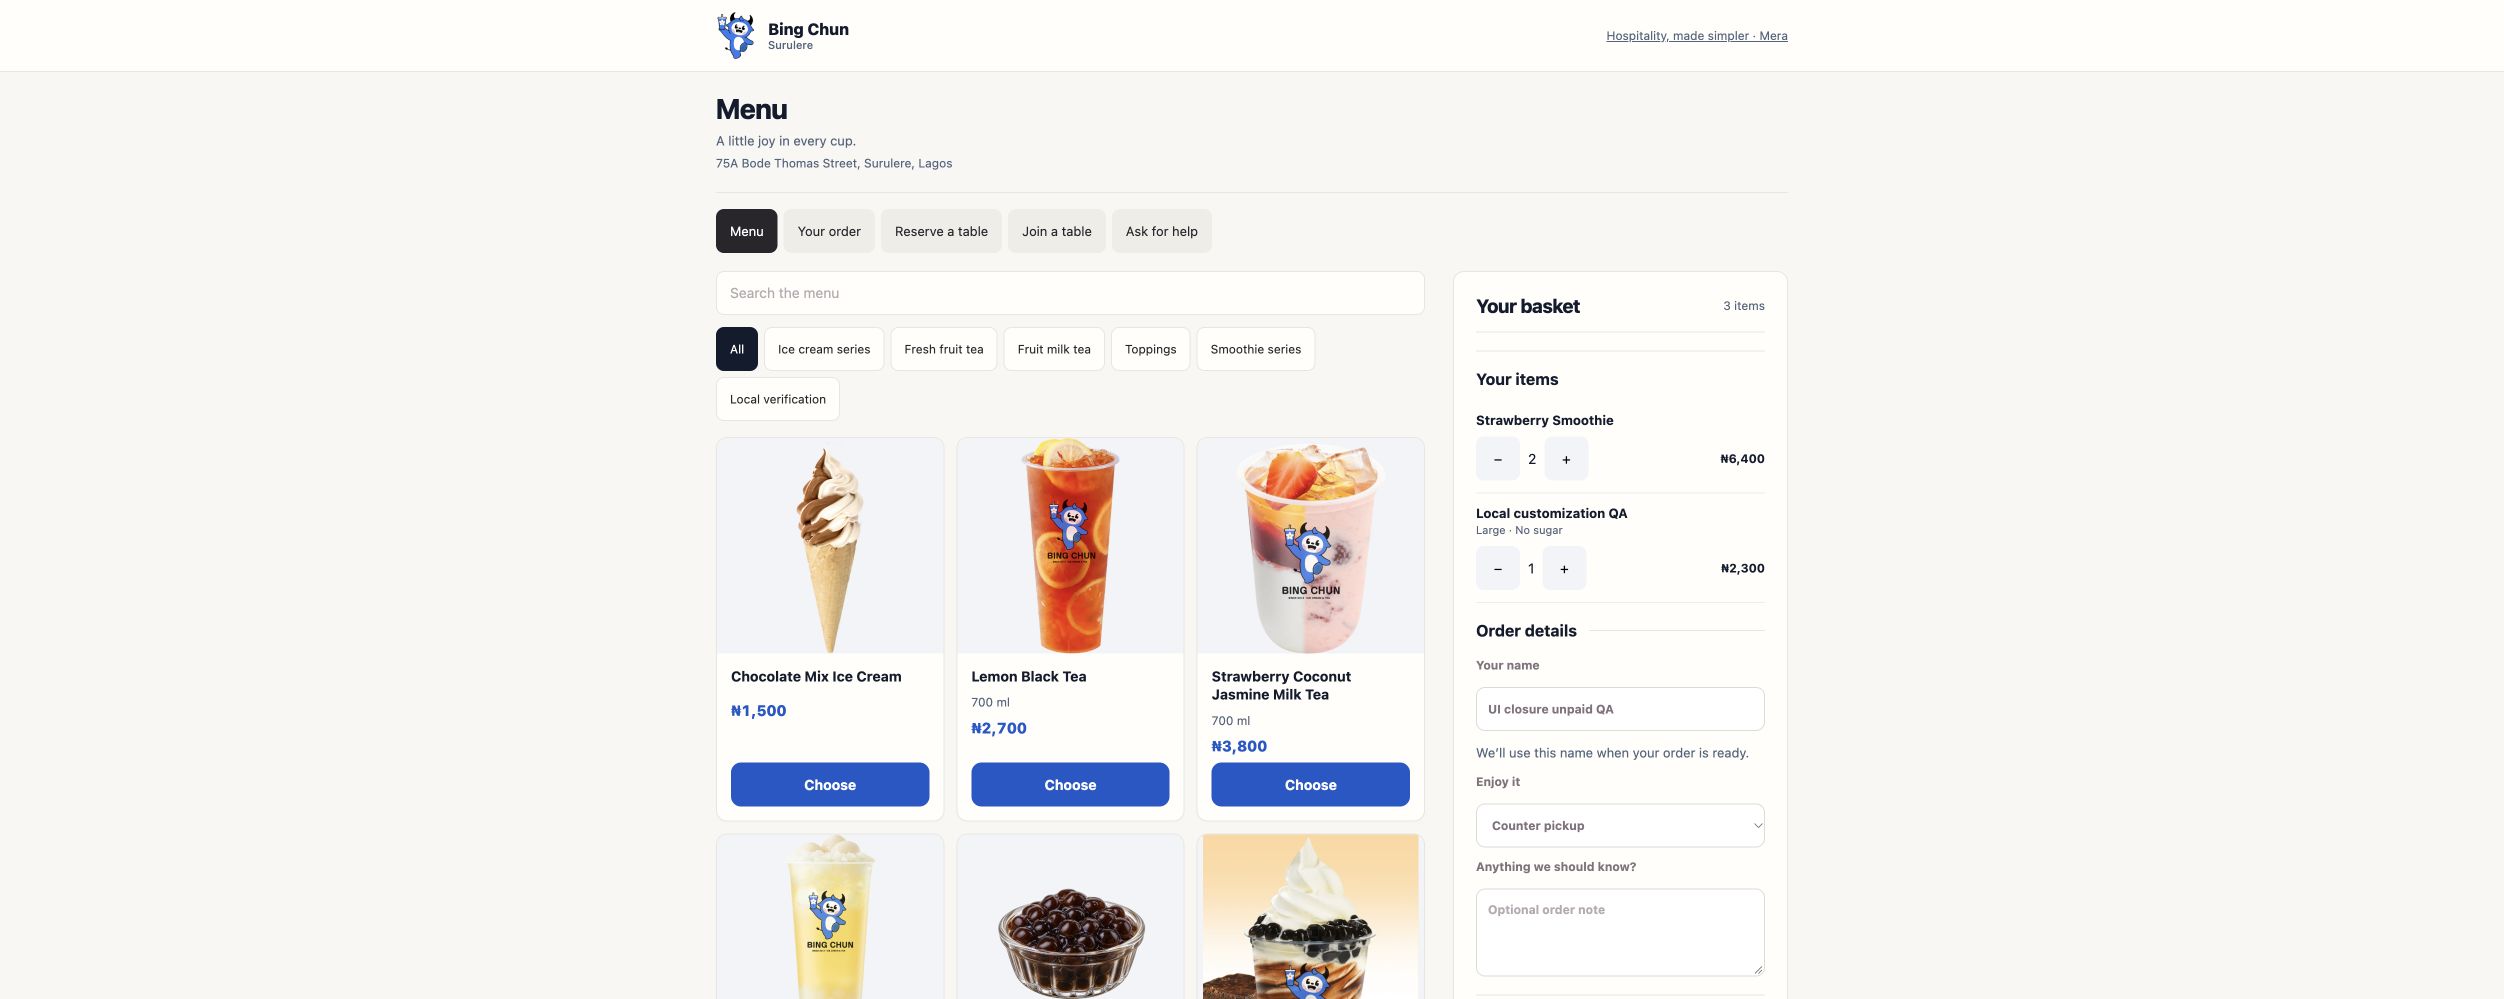 Bing Chun
Surulere
Hospitality, made simpler · Mera
Menu
A little joy in every cup.
75A Bode Thomas Street, Surulere, Lagos
Menu
Your order
Reserve a table
Join a table
Ask for help
Search the menu
All
Ice cream series
Fresh fruit tea
Fruit milk tea
Toppings
Smoothie series
Local verification
BING CHUN
BING CHUN
Chocolate Mix Ice Cream
₦1,500
Choose
Lemon Black Tea
700 ml
₦2,700
Choose
Strawberry Coconut
Jasmine Milk Tea
700 ml
₦3,800
Choose
BING CHUN
Your basket
3 items
Your items
Strawberry Smoothie
− 2 +
₦6,400
Local customization QA
Large · No sugar
− 1 +
₦2,300
Order details
Your name
UI closure unpaid QA
We’ll use this name when your order is ready.
Enjoy it
Counter pickup
Anything we should know?
Optional order note